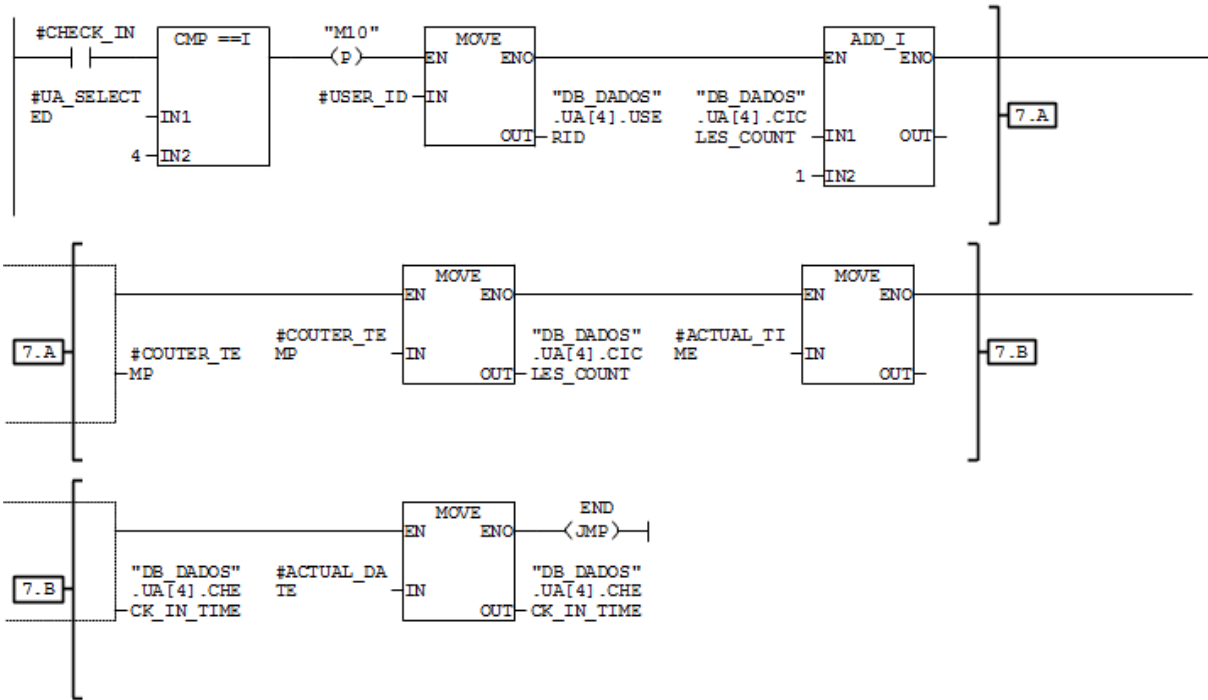 #CHECK_IN
CMP ==I
"M10"
(P)
MOVE
ADD_I
EN ENO
EN ENO
#UA_SELECT
ED
IN1
4 IN2
#USER_ID IN
OUT
"DB_DADOS"
.UA[4].USE
RID
"DB_DADOS"
.UA[4].CIC
LES_COUNT
IN1
OUT
1 IN2
7.A
7.A
#COUTER_TE
MP
MOVE
EN ENO
#COUTER_TE
MP
IN
OUT
"DB_DADOS"
.UA[4].CIC
LES_COUNT
MOVE
EN ENO
#ACTUAL_TI
ME
IN
OUT
7.B
7.B
"DB_DADOS"
.UA[4].CHE
CK_IN_TIME
MOVE
EN ENO
#ACTUAL_DA
TE
IN
OUT
END
(JMP)
"DB_DADOS"
.UA[4].CHE
CK_IN_TIME